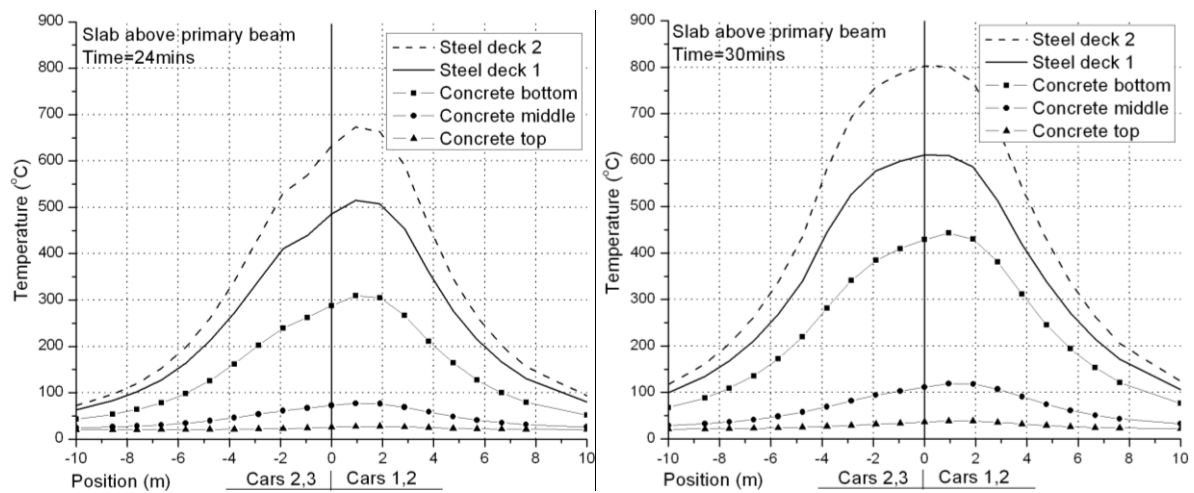 900
800
700
600
500
400
300
200
100
0
Temperature (°C)
Slab above primary beam
Time=24mins
Steel deck 2
Steel deck 1
Concrete bottom
Concrete middle
Concrete top
-10 -8 -6 -4 -2 0 2 4 6 8 10
Position (m)
Cars 2,3
Cars 1,2
900
800
700
600
500
400
300
200
100
0
Temperature (°C)
Slab above primary beam
Time=30mins
Steel deck 2
Steel deck 1
Concrete bottom
Concrete middle
Concrete top
-10 -8 -6 -4 -2 0 2 4 6 8 10
Position (m)
Cars 2,3
Cars 1,2